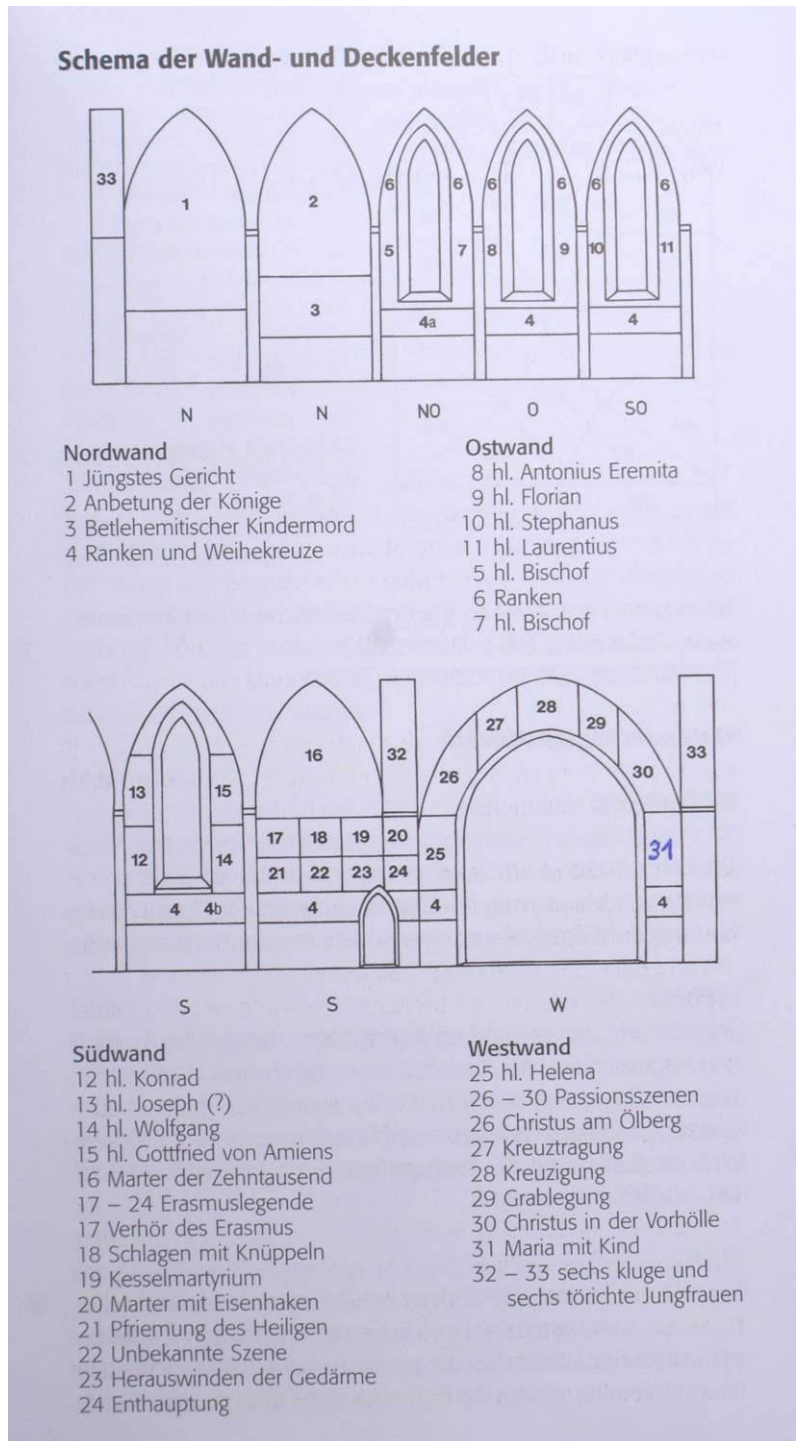 Schema der Wand- und Deckenfelder
33 1 2 6 6 6 6 6 6
5 7 8 9 10 11
3 4a 4 4
N N NO O SO
Nordwand
1 Jüngstes Gericht
2 Anbetung der Könige
3 Betlehemitischer Kindermord
4 Ranken und Weihekreuze
Ostwand
8 hl. Antonius Eremita
9 hl. Florian
10 hl. Stephanus
11 hl. Laurentius
5 hl. Bischof
6 Ranken
7 hl. Bischof
13 15 16 32 26 27 28 29 30 33
12 14 17 18 19 20 25 31
21 22 23 24
4 4b 4 4 4
S S W
Südwand
12 hl. Konrad
13 hl. Joseph (?)
14 hl. Wolfgang
15 hl. Gottfried von Amiens
16 Marter der Zehntausend
17 – 24 Erasmuslegende
17 Verhör des Erasmus
18 Schlagen mit Knüppeln
19 Kesselmartyrium
20 Marter mit Eisenhaken
21 Pfriemung des Heiligen
22 Unbekannte Szene
23 Herauswinden der Gedärme
24 Enthauptung
Westwand
25 hl. Helena
26 – 30 Passionsszenen
26 Christus am Ölberg
27 Kreuztragung
28 Kreuzigung
29 Grablegung
30 Christus in der Vorhölle
31 Maria mit Kind
32 – 33 sechs kluge und
sechs törichte Jungfrauen